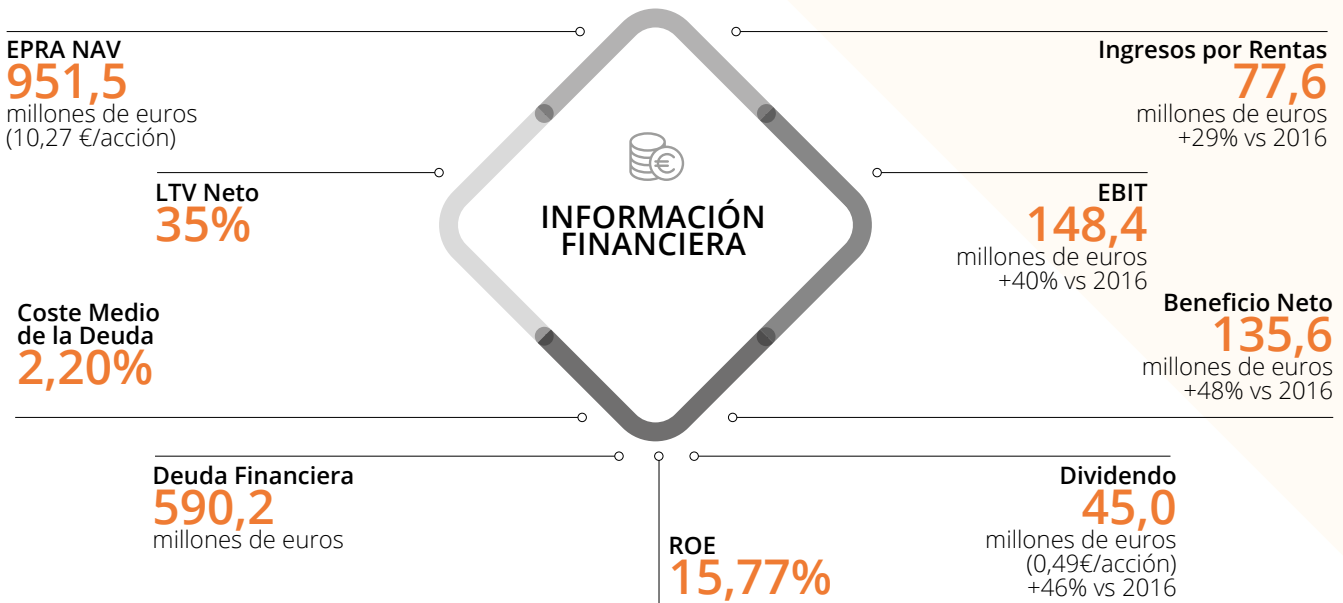 EPRA NAV
951,5
millones de euros
(10,27 €/acción)
LTV Neto
35%
Coste Medio
de la Deuda
2,20%
Deuda Financiera
590,2
millones de euros
INFORMACIÓN
FINANCIERA
ROE
15,77%
Ingresos por Rentas
77,6
millones de euros
+29% vs 2016
EBIT
148,4
millones de euros
+40% vs 2016
Beneficio Neto
135,6
millones de euros
+48% vs 2016
Dividendo
45,0
millones de euros
(0,49€/acción)
+46% vs 2016